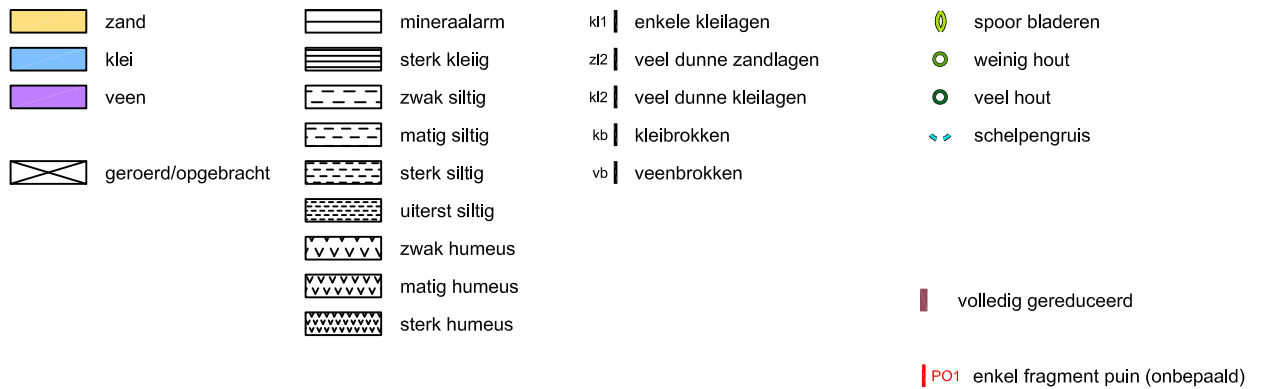 zand
klei
veen
geroerd/opgebracht
mineraalarm
sterk kleiig
zwak siltig
matig siltig
sterk siltig
uiterst siltig
zwak humeus
matig humeus
sterk humeus
kl1 enkele kleilagen
zl2 veel dunne zandlagen
kl2 veel dunne kleilagen
kb kleibrokken
vb veenbrokken
spoor bladeren
weinig hout
veel hout
schelpengruis
volledig gereduceerd
PO1 enkel fragment puin (onbepaald)